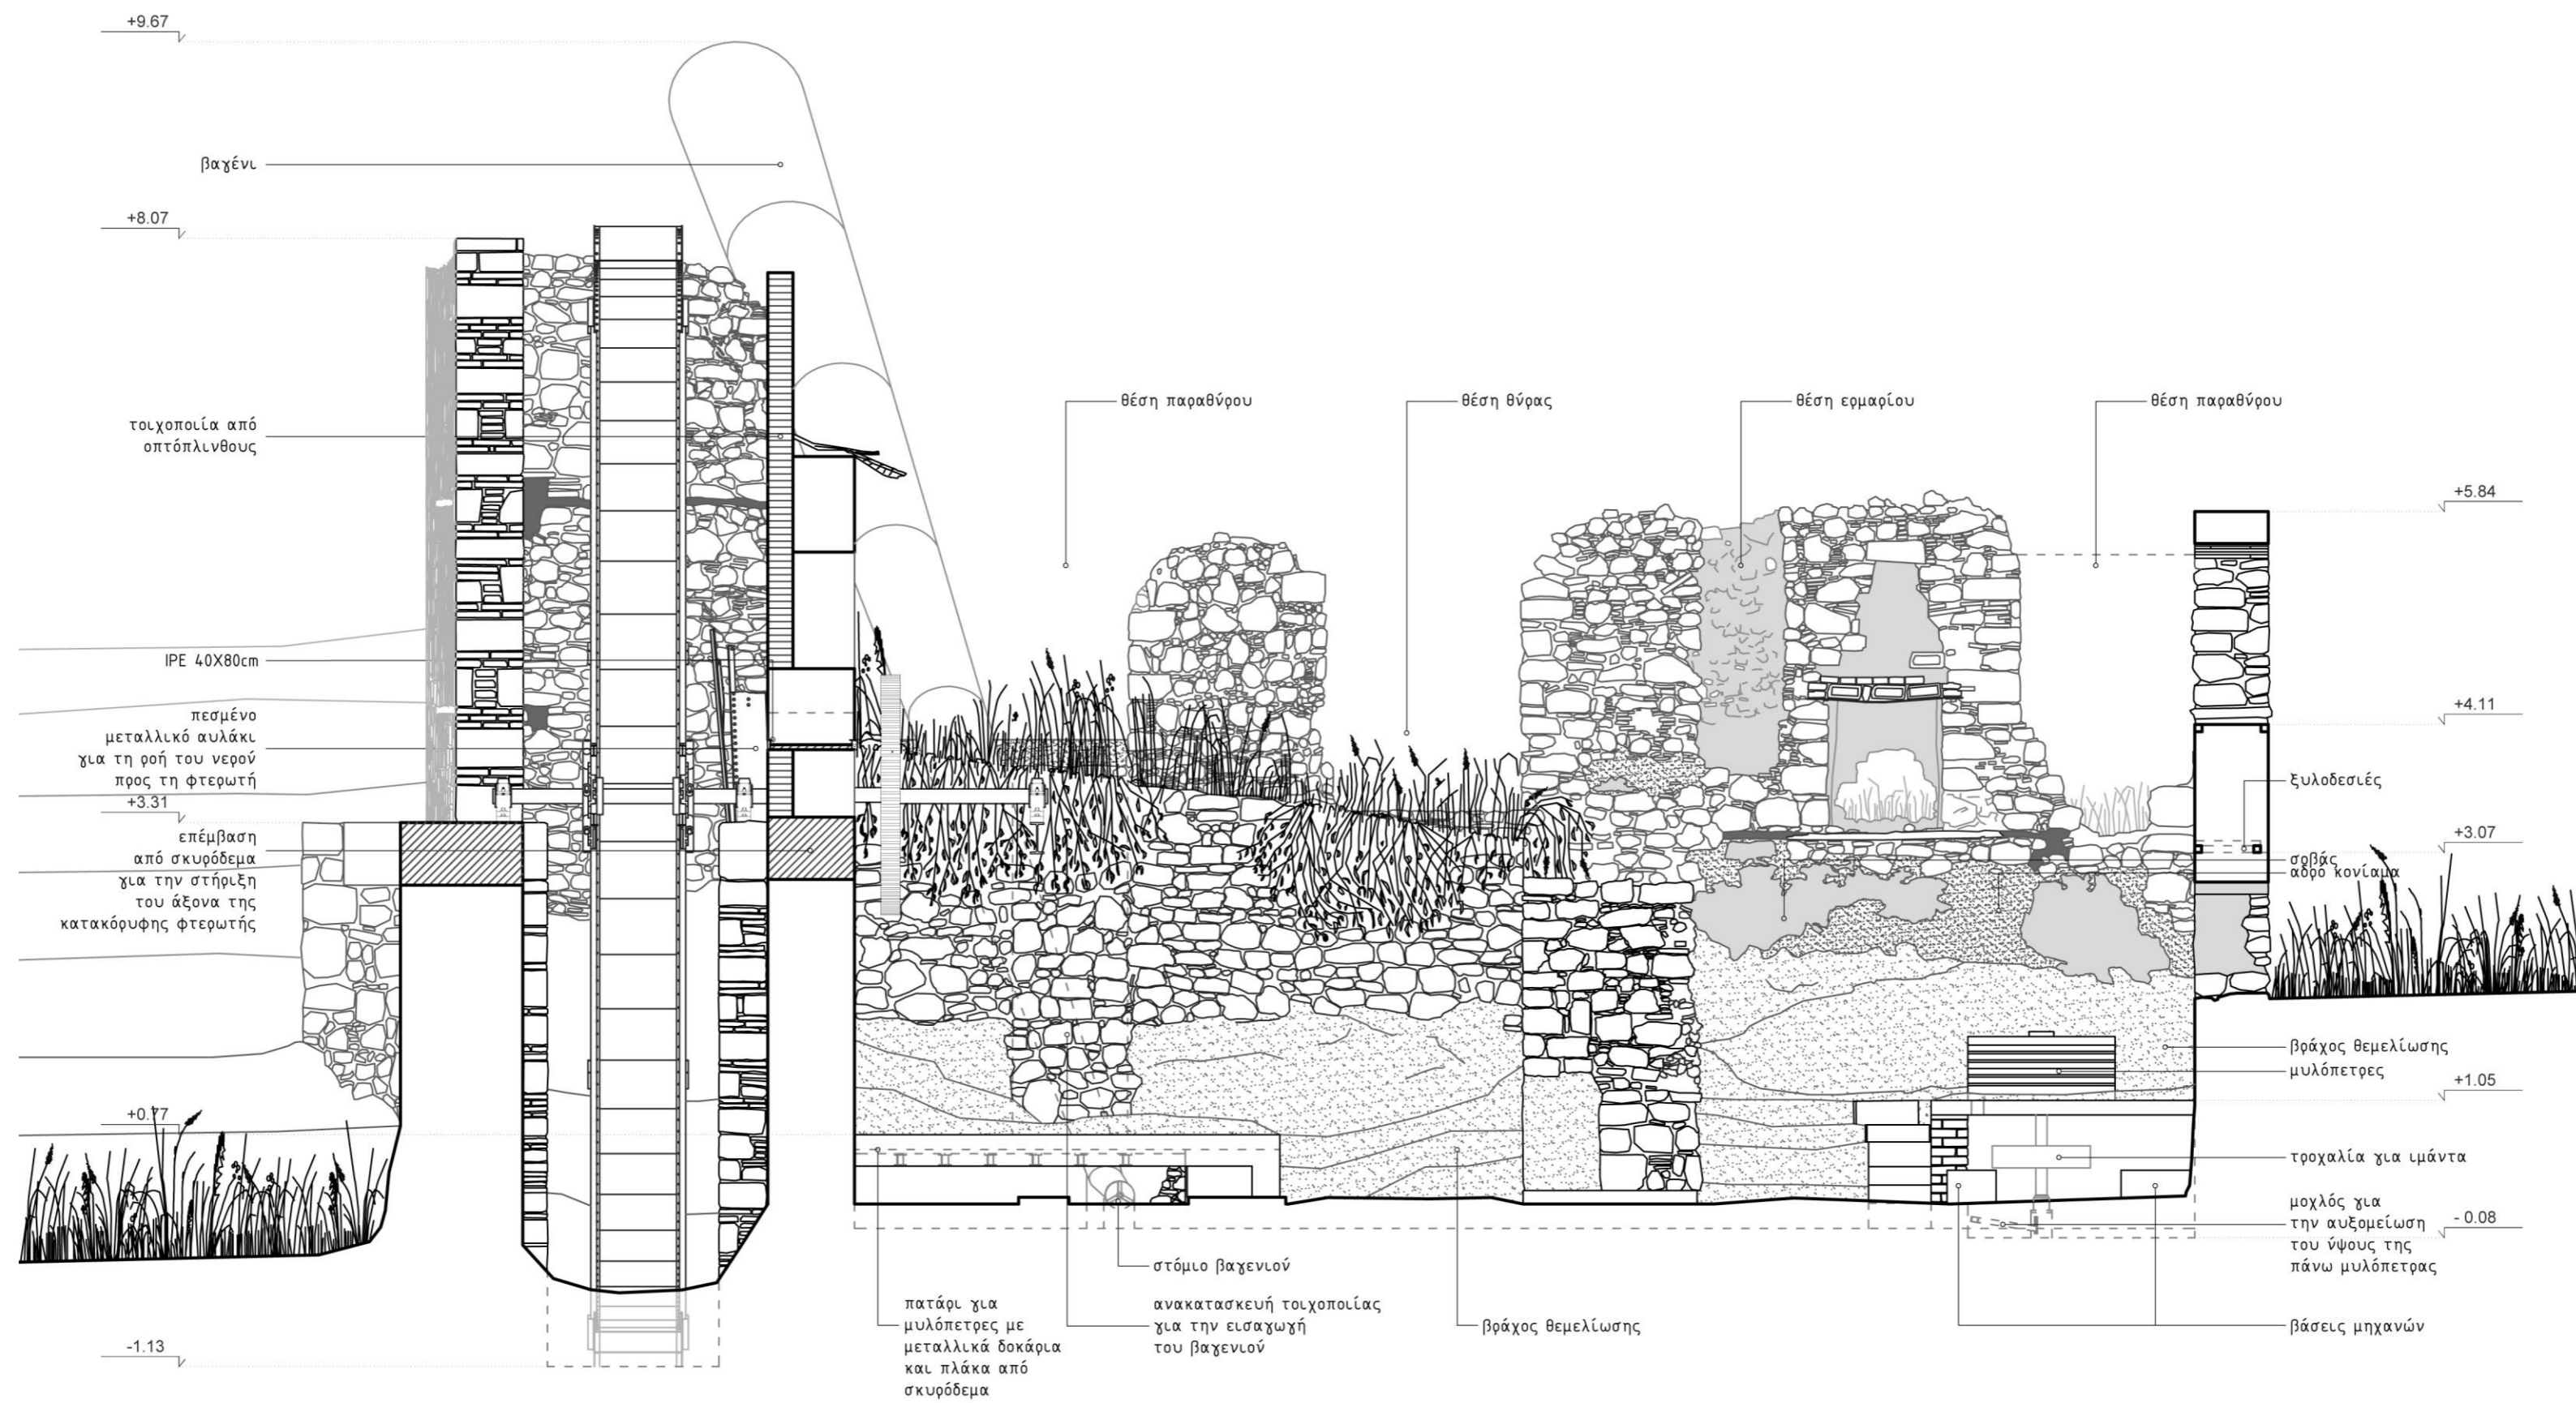 +9.67
βαγένι
+8.07
τοιχοποιία από
οπτόπλινθους
IPE 40X80cm
πεσμένο
μεταλλικό αυλάκι
για τη ροή του νερού
προς τη φτερωτή
+3.31
επέμβαση
από σκυρόδεμα
για την στήριξη
του άξονα της
κατακόρυφης φτερωτής
+0.77
-1.13
θέση παραθύρου
θέση θύρας
θέση ερμαρίου
θέση παραθύρου
+5.84
+4.11
ξυλοδεσιές
+3.07
σοβάς
αδρό κονίαμα
βράχος θεμελίωσης
μυλόπετρες
+1.05
τροχαλία για ιμάντα
μοχλός για
την αυξομείωση
του ύψους της
πάνω μυλόπετρας
- 0.08
βάσεις μηχανών
στόμιο βαγενιού
πατάρι για
μυλόπετρες με
μεταλλικά δοκάρια
και πλάκα από
σκυρόδεμα
ανακατασκευή τοιχοποιίας
για την εισαγωγή
του βαγενιού
βράχος θεμελίωσης